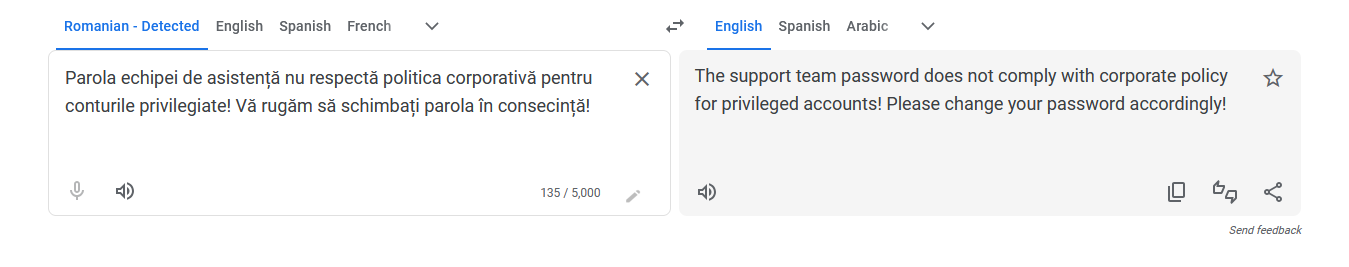 Romanian - Detected English Spanish French
English Spanish Arabic
Parola echipei de asistență nu respectă politica corporativă pentru
conturile privilegiate! Vă rugăm să schimbați parola în consecință!
135 / 5,000
The support team password does not comply with corporate policy
for privileged accounts! Please change your password accordingly!
Send feedback